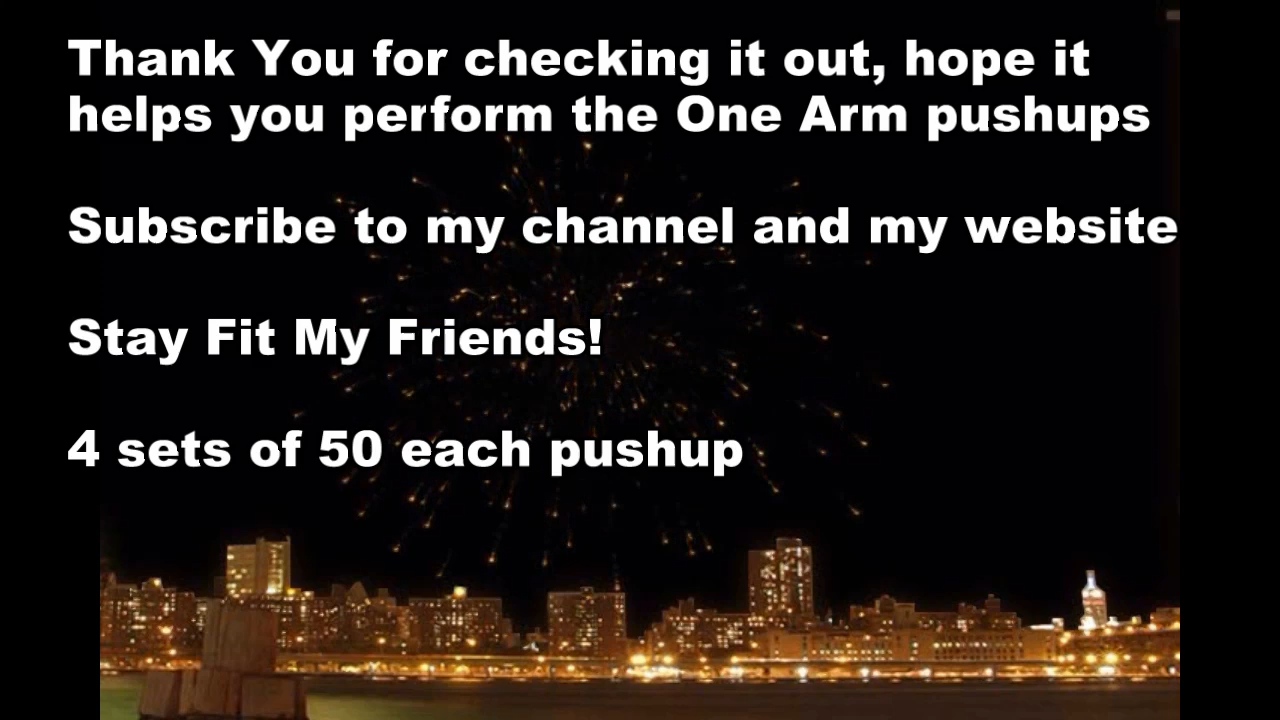 Thank You for checking it out, hope it
helps you perform the One Arm pushups
Subscribe to my channel and my website
Stay Fit My Friends!
4 sets of 50 each pushup